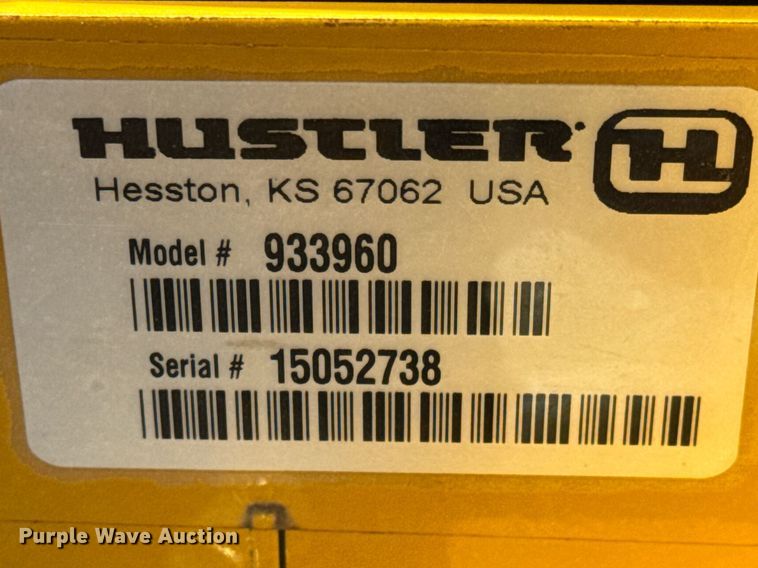 HUSTLER
H
Hesston, KS 67062 USA
Model # 933960
Serial # 15052738
Purple Wave Auction